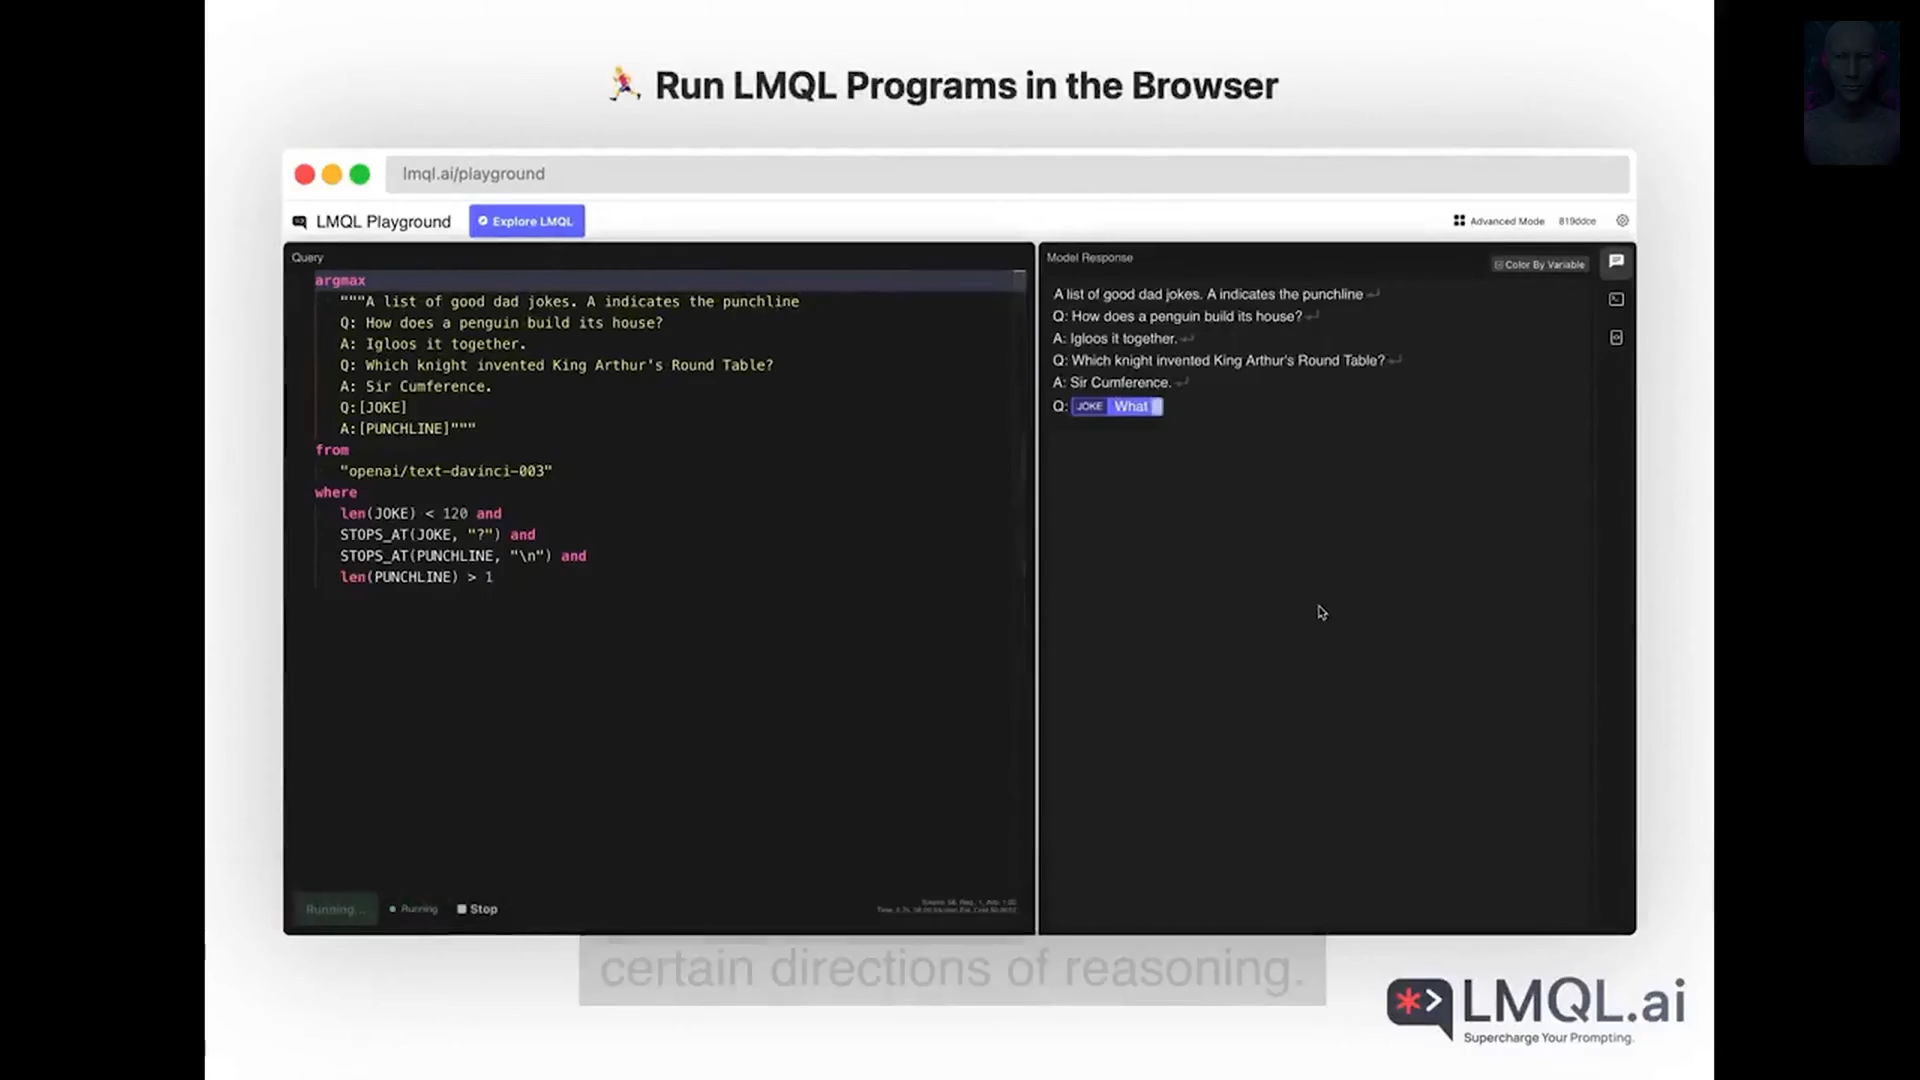 Run LMQL Programs in the Browser
lmql.ai/playground
LMQL Playground
Explore LMQL
Advanced Mode
819ddce
Query
argmax
"""A list of good dad jokes. A indicates the punchline
Q: How does a penguin build its house?
A: Igloos it together.
Q: Which knight invented King Arthur's Round Table?
A: Sir Cumference.
Q:[JOKE]
A:[PUNCHLINE]"""
from
"openai/text-davinci-003"
where
len(JOKE) < 120 and
STOPS_AT(JOKE, "?") and
STOPS_AT(PUNCHLINE, "\n") and
len(PUNCHLINE) > 1
Running...
Running
Stop
Model Response
Color By Variable
A list of good dad jokes. A indicates the punchline
Q: How does a penguin build its house?
A: Igloos it together.
Q: Which knight invented King Arthur's Round Table?
A: Sir Cumference.
Q: JOKE What
certain directions of reasoning.
LMQL.ai
Supercharge Your Prompting.